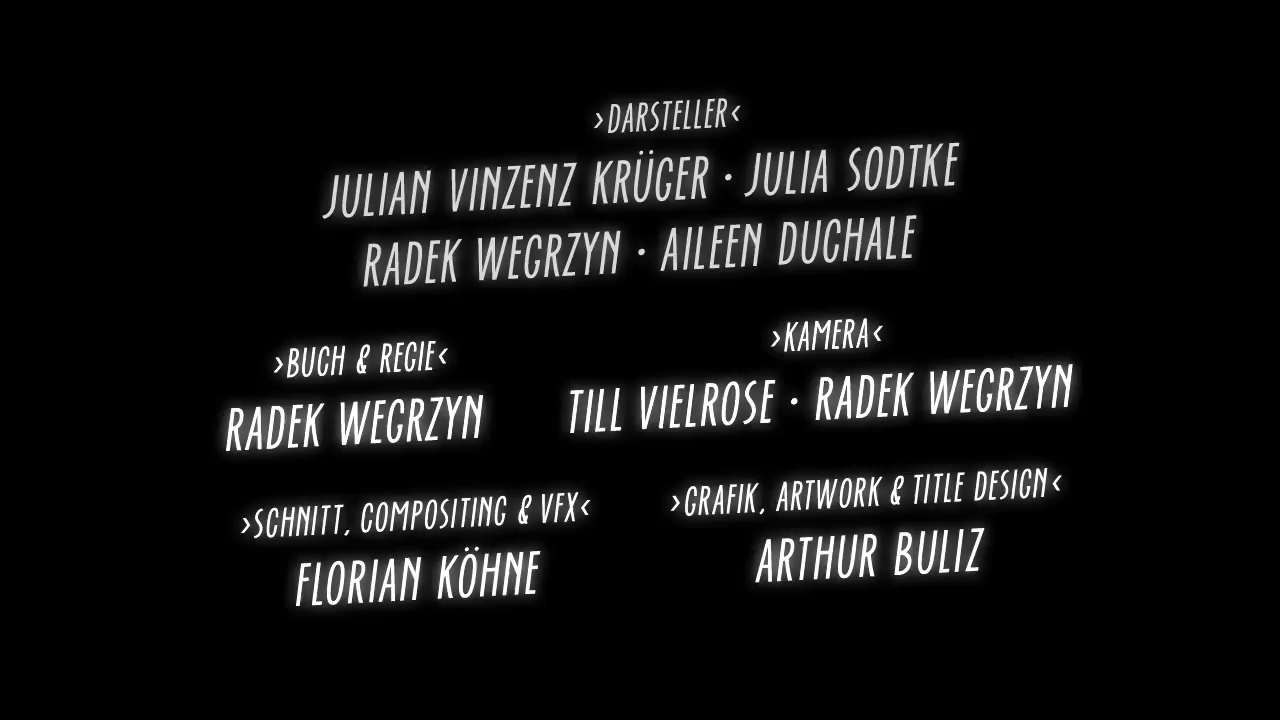 ›DARSTELLER‹
JULIAN VINZENZ KRÜGER · JULIA SODTKE
RADEK WEGRZYN · AILEEN DUCHALE
›BUCH & REGIE‹
RADEK WEGRZYN
›KAMERA‹
TILL VIELROSE · RADEK WEGRZYN
›SCHNITT, COMPOSITING & VFX‹
FLORIAN KÖHNE
›GRAFIK, ARTWORK & TITLE DESIGN‹
ARTHUR BULIZ